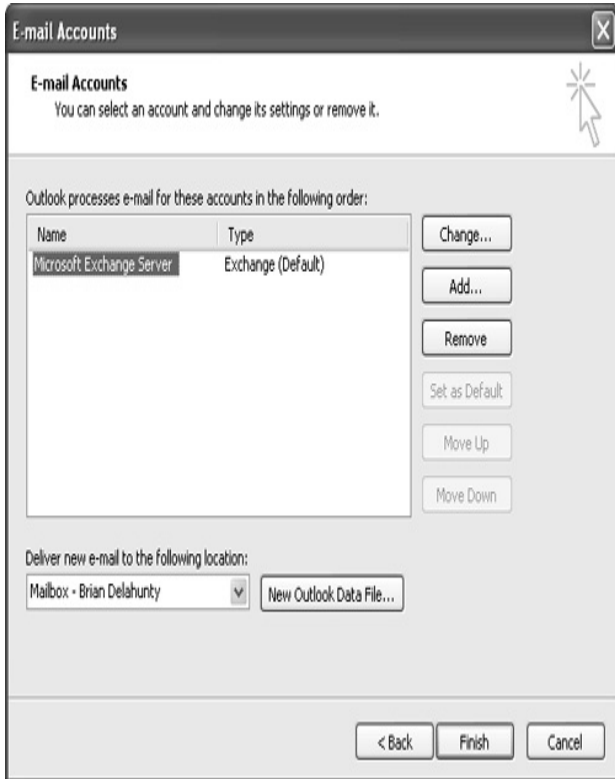 E-mail Accounts
E-mail Accounts
You can select an account and change its settings or remove it.
Outlook processes e-mail for these accounts in the following order:
Name Type
Microsoft Exchange Server Exchange (Default)
Change...
Add...
Remove
Set as Default
Move Up
Move Down
Deliver new e-mail to the following location:
Mailbox - Brian Delahunty New Outlook Data File...
< Back Finish Cancel